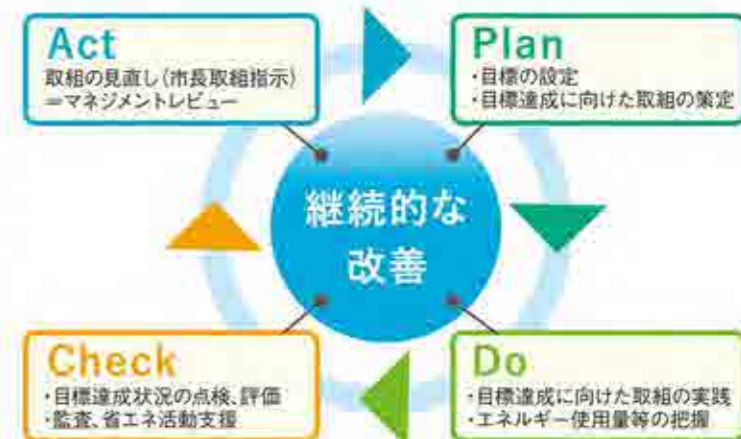 Act
取組の見直し(市長取組指示)
=マネジメントレビュー
Plan
・目標の設定
・目標達成に向けた取組の策定
継続的な
改善
Check
・目標達成状況の点検、評価
・監査、省エネ活動支援
Do
・目標達成に向けた取組の実践
・エネルギー使用量等の把握